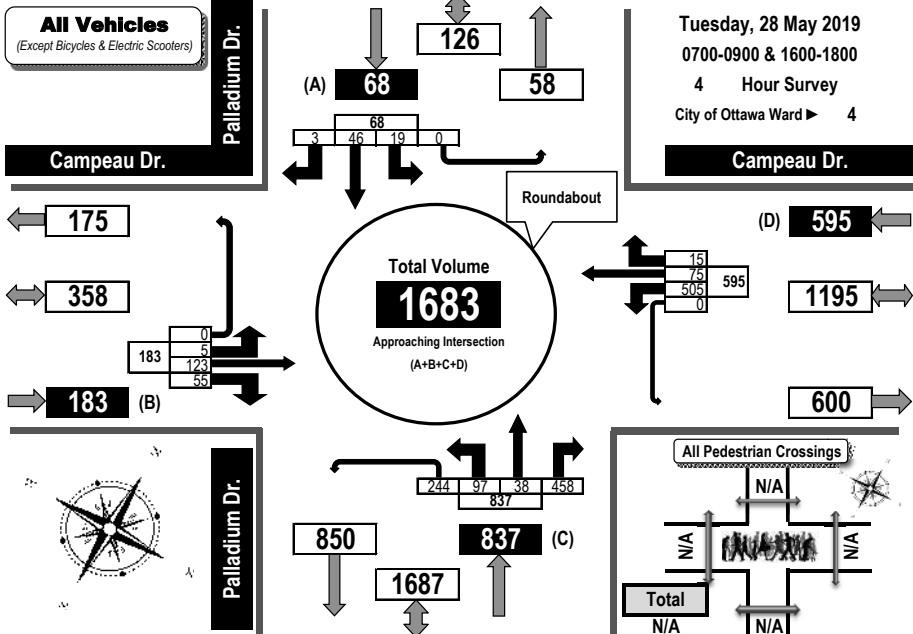 All Vehicles
(Except Bicycles & Electric Scooters)
Palladium Dr.
Campeau Dr.
126
(A) 68
58
68
3 46 19 0
Tuesday, 28 May 2019
0700-0900 & 1600-1800
4 Hour Survey
City of Ottawa Ward ► 4
Campeau Dr.
Roundabout
175
358
0
183
5
123
55
183 (B)
Total Volume
1683
Approaching Intersection
(A+B+C+D)
(D) 595
15
75
505
0
595
1195
600
Palladium Dr.
244 97 38 458
837
850
837 (C)
1687
All Pedestrian Crossings
N/A
N/A
N/A
Total
N/A
N/A